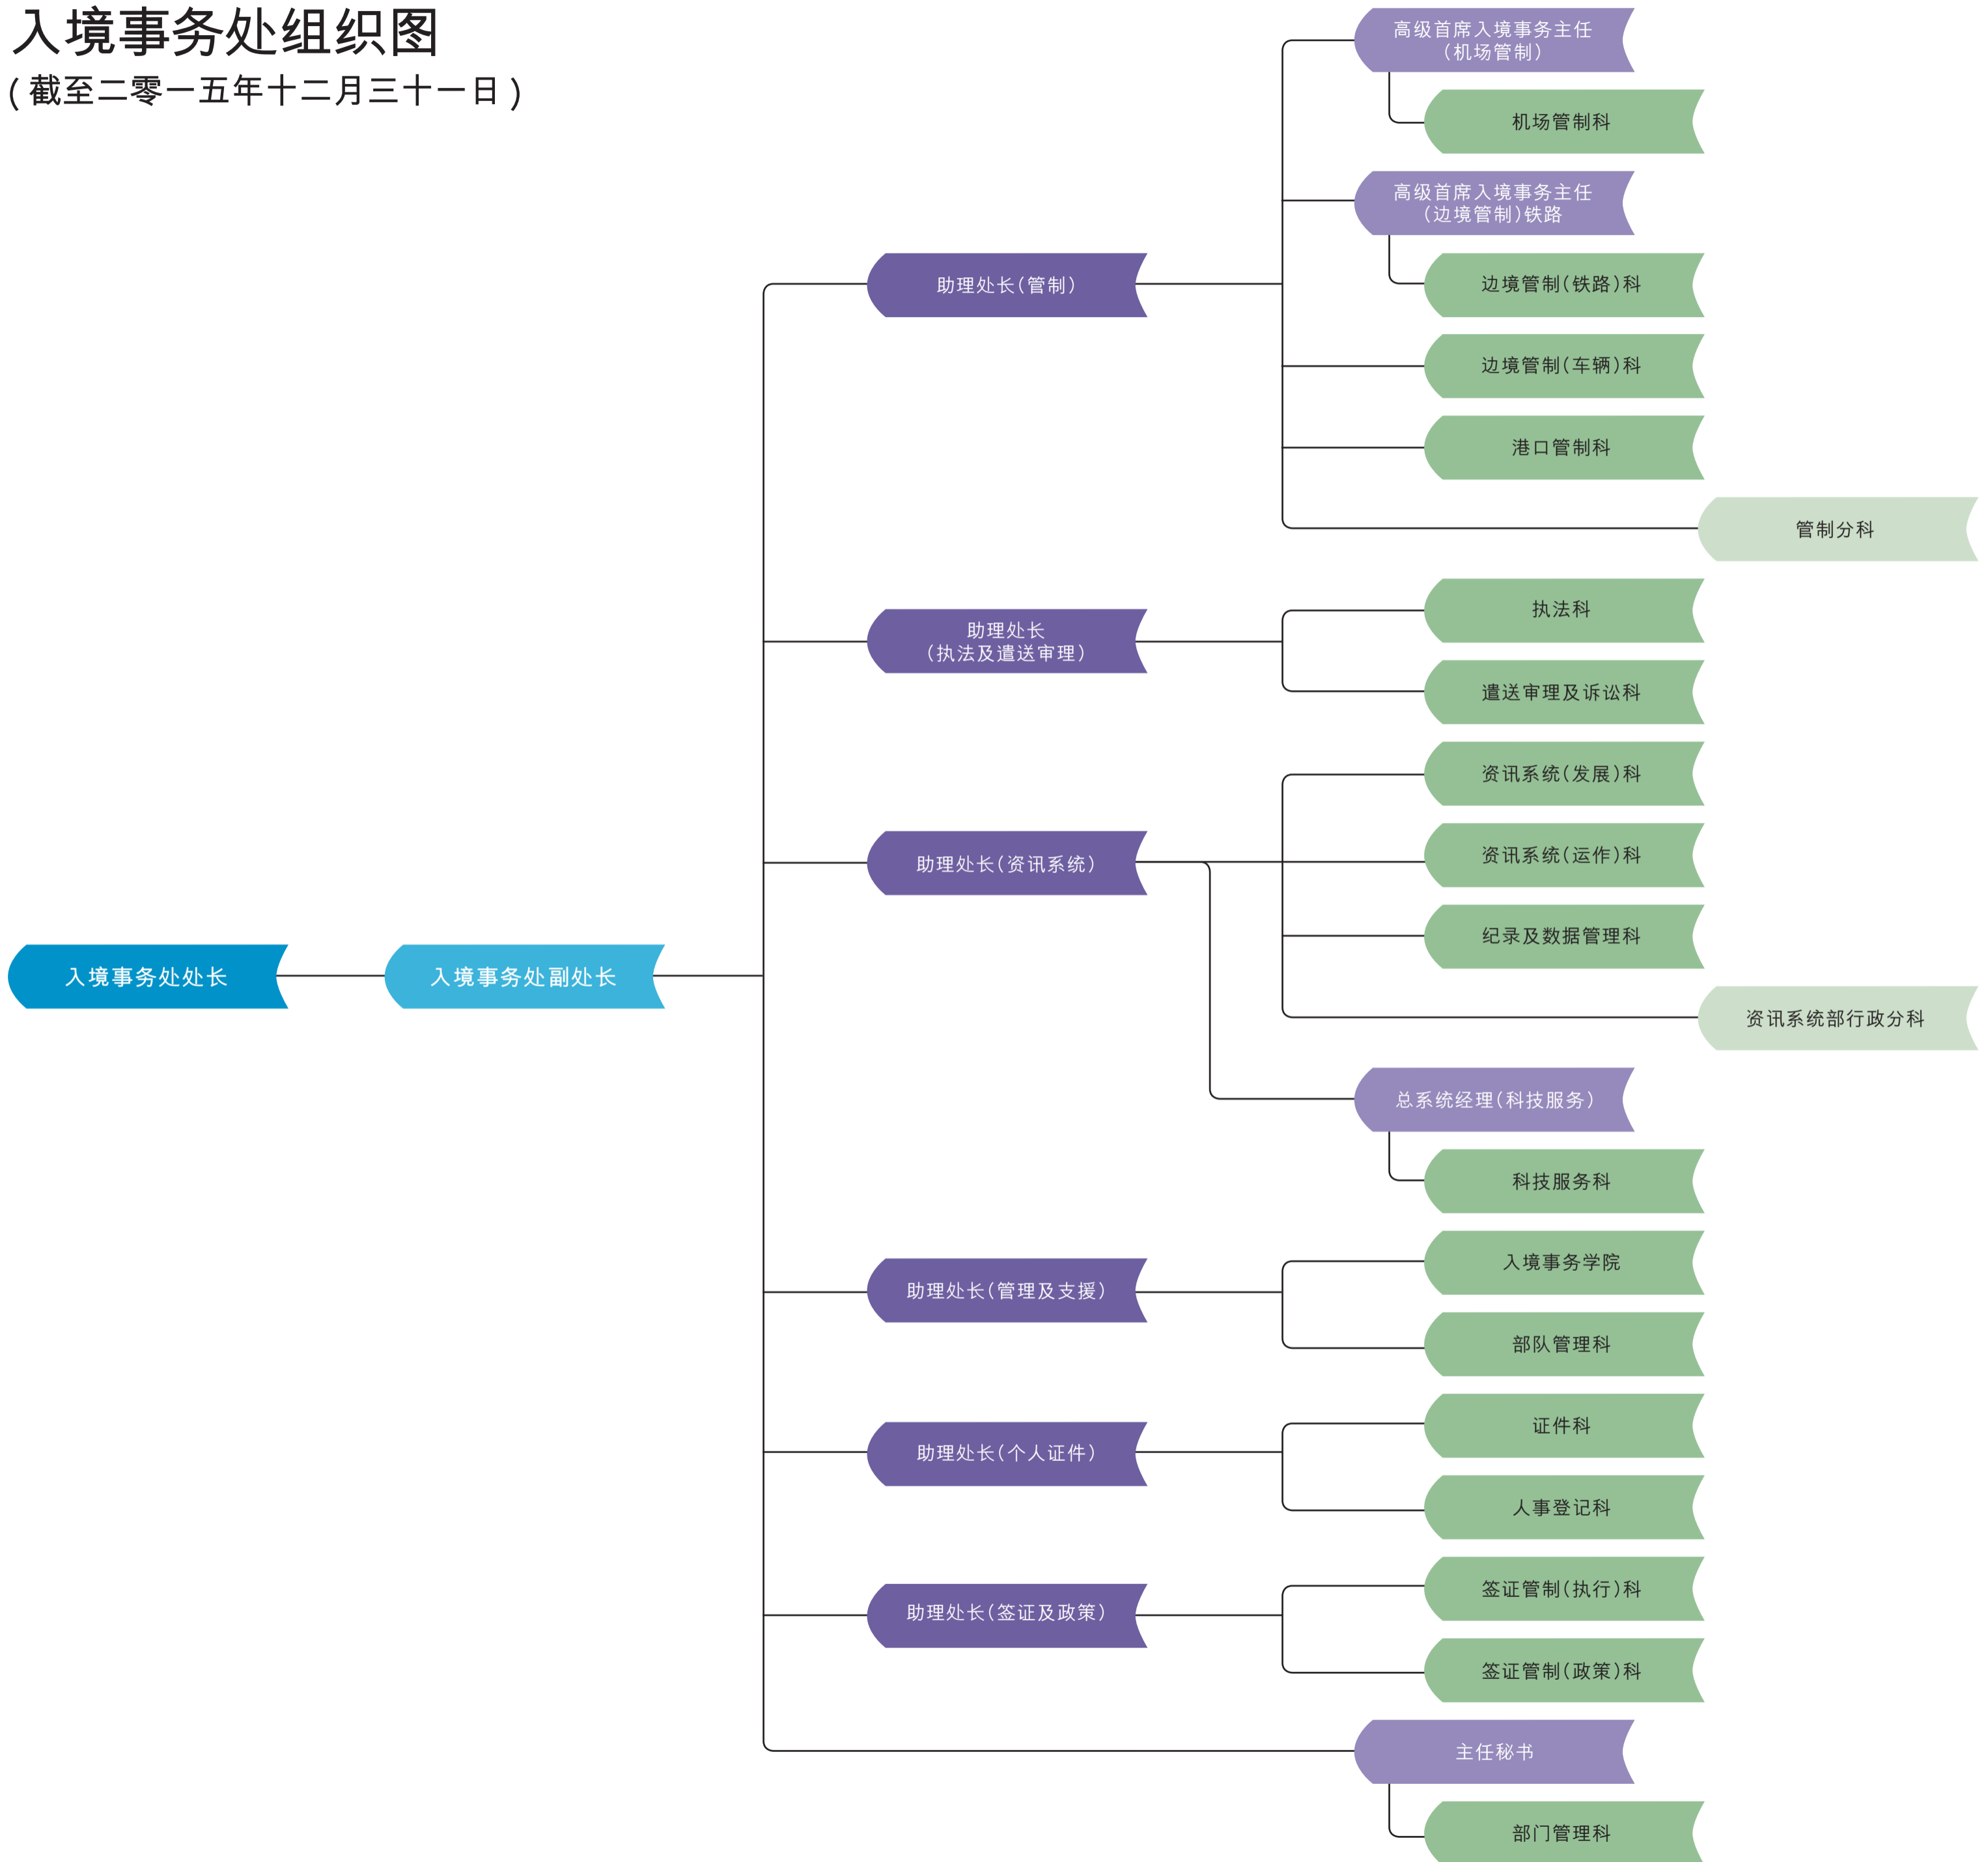 入境事务处组织图
(截至二零一五年十二月三十一日)
高级首席入境事务主任
(机场管制)
机场管制科
高级首席入境事务主任
(边境管制)铁路
助理处长(管制)
边境管制(铁路)科
边境管制(车辆)科
港口管制科
管制分科
助理处长
(执法及遣送审理)
执法科
遣送审理及诉讼科
资讯系统(发展)科
助理处长(资讯系统)
资讯系统(运作)科
纪录及数据管理科
入境事务处处长
入境事务处副处长
资讯系统部行政分科
总系统经理(科技服务)
科技服务科
助理处长(管理及支援)
入境事务学院
部队管理科
助理处长(个人证件)
证件科
人事登记科
助理处长(签证及政策)
签证管制(执行)科
签证管制(政策)科
主任秘书
部门管理科